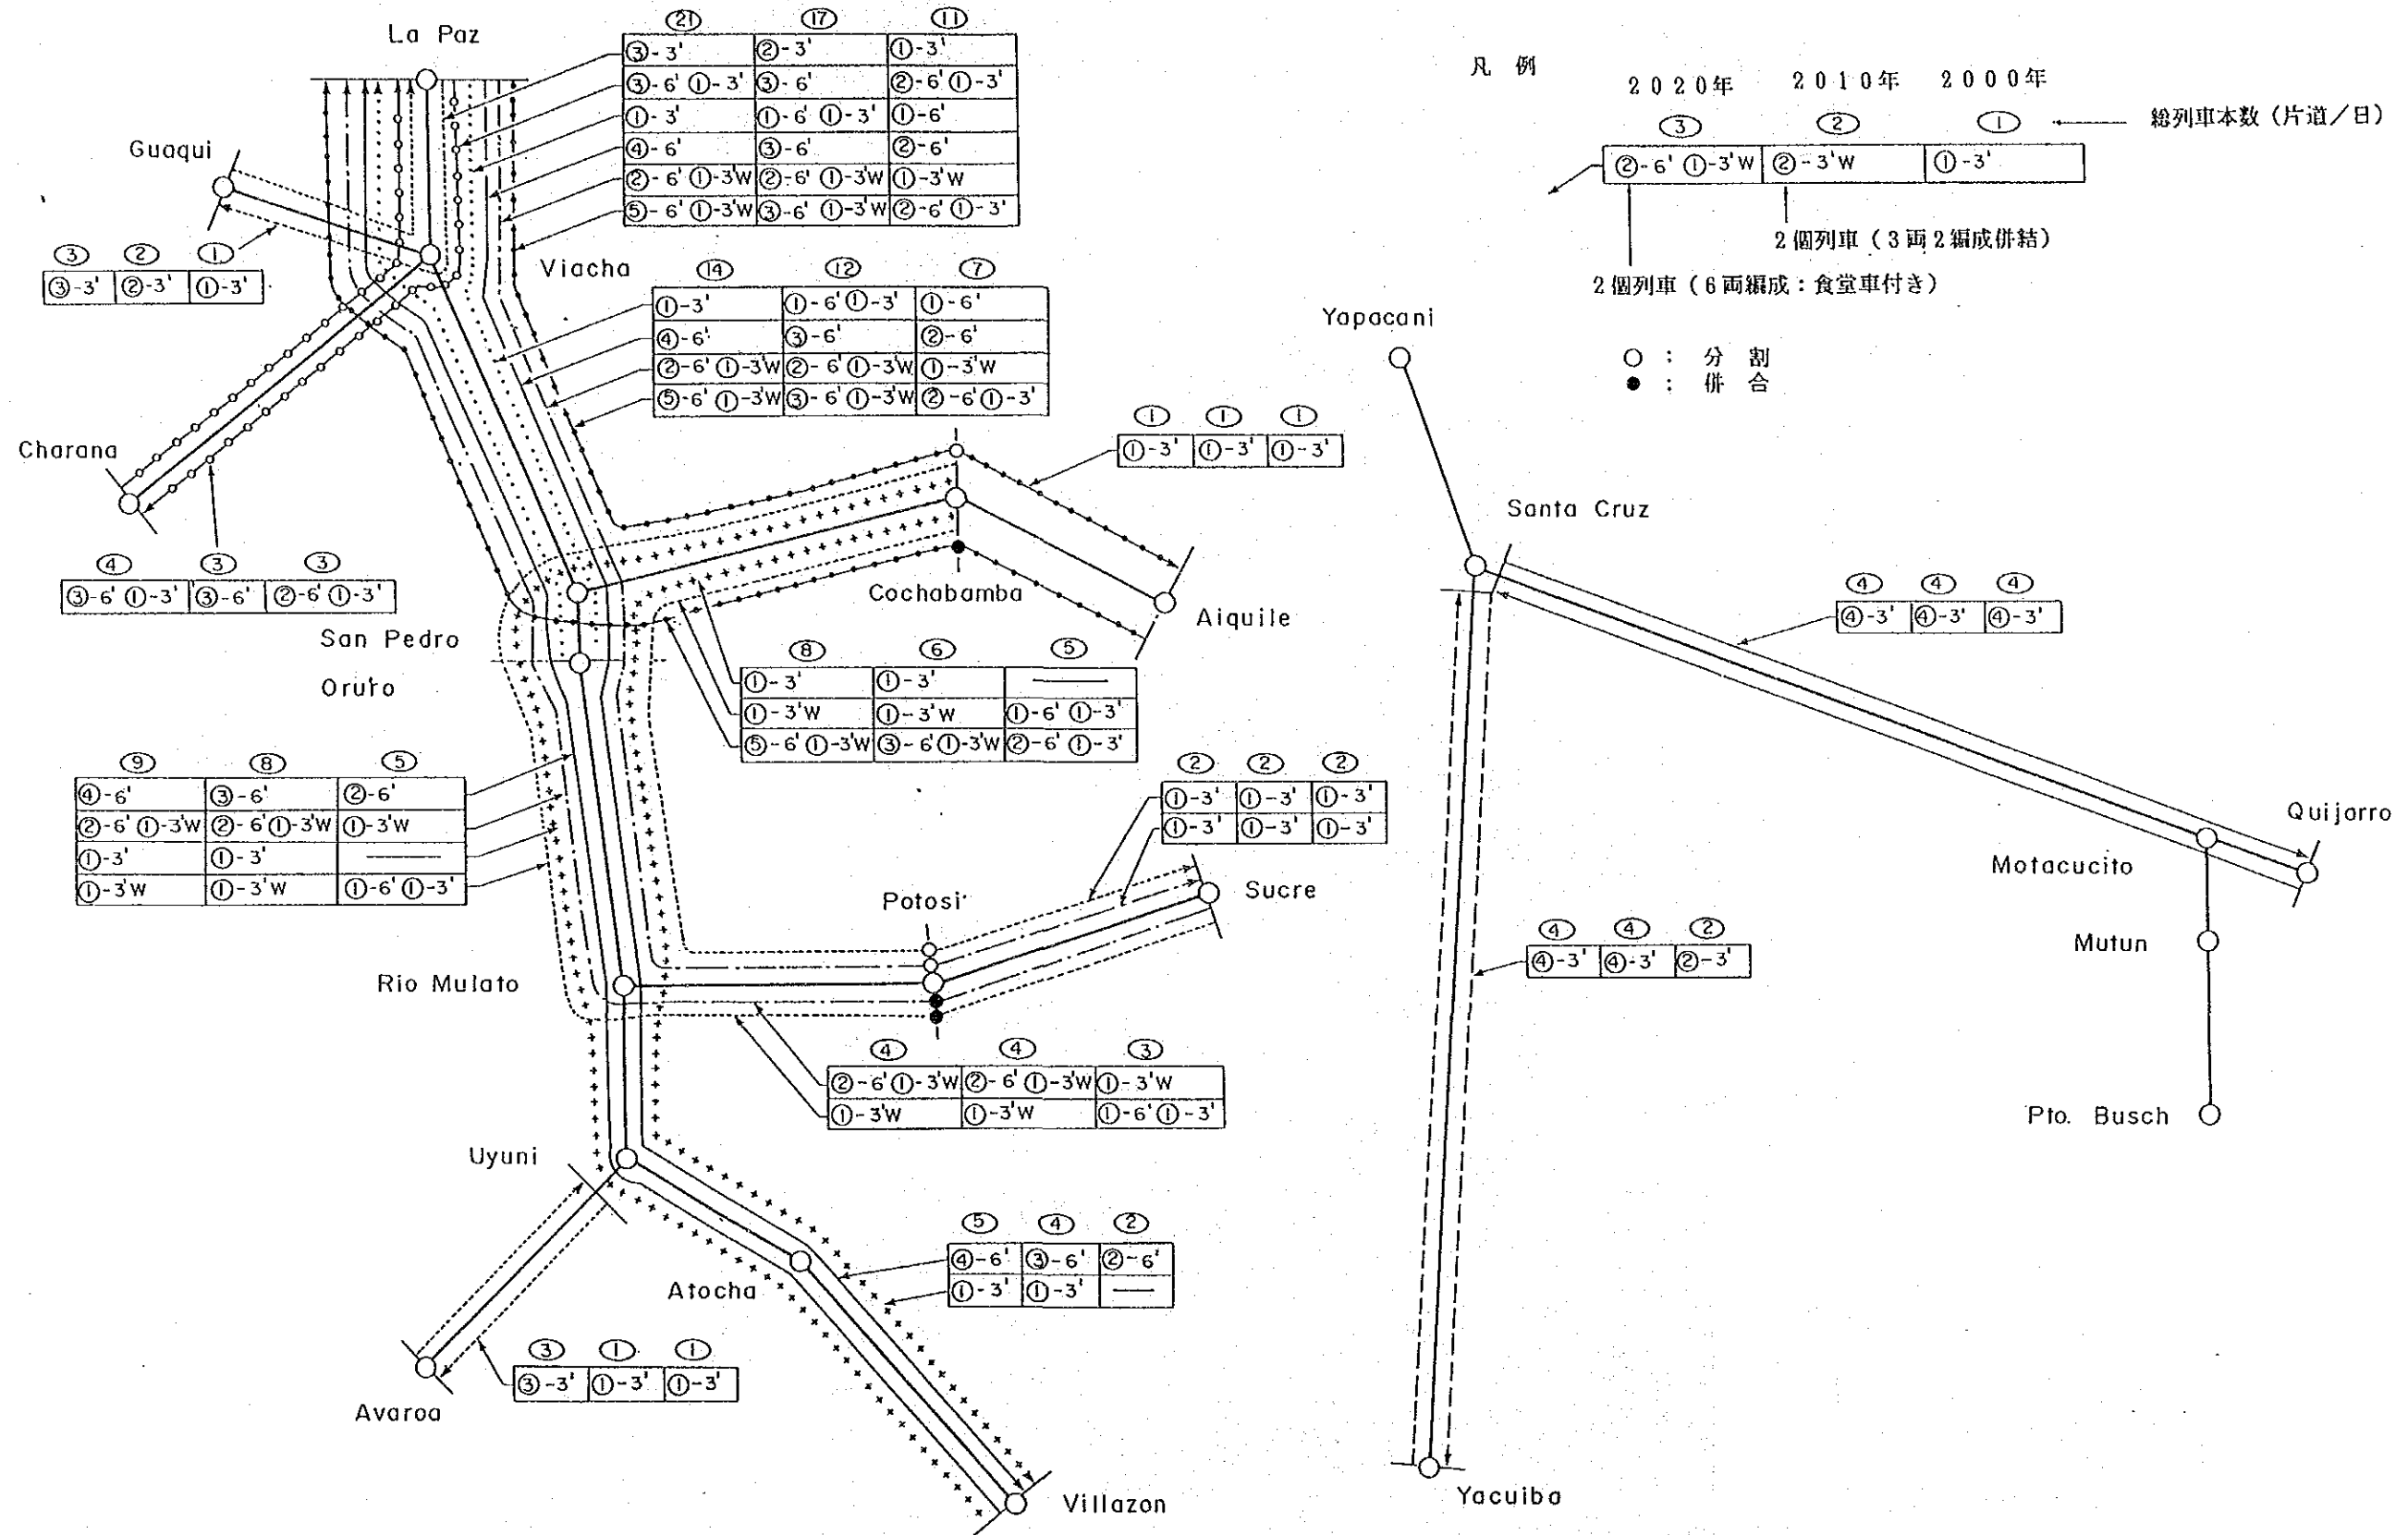 La Paz
㉑ ⑰ ⑪
③-3' ②-3' ①-3'
③-6' ①-3' ③-6' ②-6' ①-3'
①-3' ①-6' ①-3' ①-6'
④-6' ③-6' ②-6'
②-6' ①-3'W ②-6' ①-3'W ①-3'W
⑤-6' ①-3'W ③-6' ①-3'W ②-6' ①-3'
凡 例
2020年 2010年 2000年
③ ② ①
総列車本数(片道/日)
②-6' ①-3'W ②-3'W ①-3'
2個列車(3両2編成併結)
2個列車(6両編成:食堂車付き)
○ : 分 割
● : 併 合
Guaqui
③ ② ①
③-3' ②-3' ①-3'
Viacha
⑭ ⑫ ⑦
①-3' ①-6' ①-3' ①-6'
④-6' ③-6' ②-6'
②-6' ①-3'W ②-6' ①-3'W ①-3'W
⑤-6' ①-3'W ③-6' ①-3'W ②-6' ①-3'
Charana
④ ③ ③
③-6' ①-3' ③-6' ②-6' ①-3'
① ① ①
①-3' ①-3' ①-3'
Cochabamba
Aiquile
San Pedro
Oruro
⑧ ⑥ ⑤
①-3' ①-3' ―
①-3'W ①-3'W ①-6' ①-3'
⑤-6' ①-3'W ③-6' ①-3'W ②-6' ①-3'
⑨ ⑧ ⑤
④-6' ③-6' ②-6'
②-6' ①-3'W ②-6' ①-3'W ①-3'W
①-3' ①-3' ―
①-3'W ①-3'W ①-6' ①-3'
② ② ②
①-3' ①-3' ①-3'
①-3' ①-3' ①-3'
Potosi
Sucre
Rio Mulato
④ ④ ③
②-6' ①-3'W ②-6' ①-3'W ①-3'W
①-3'W ①-3'W ①-6' ①-3'
Uyuni
⑤ ④ ②
④-6' ③-6' ②-6'
①-3' ①-3' ―
Atocha
③ ① ①
③-3' ①-3' ①-3'
Avaroa
Villazon
Yapacani
Santa Cruz
④ ④ ④
④-3' ④-3' ④-3'
Quijarro
Motacucito
Mutun
Pto. Busch
④ ④ ②
④-3' ④-3' ②-3'
Yacuiba